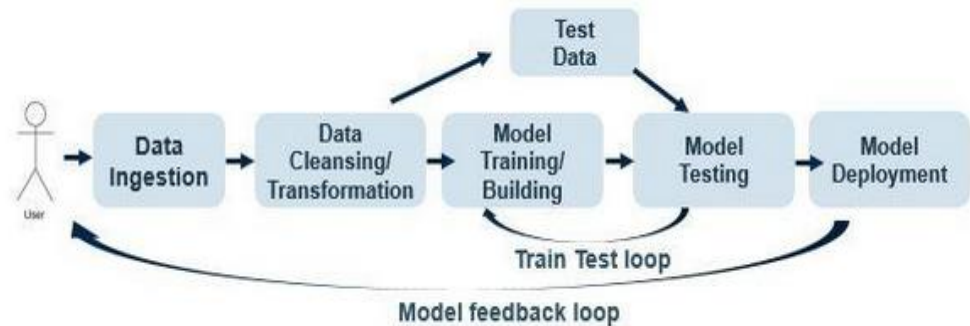 Test
Data
User
Data
Ingestion
Data
Cleansing/
Transformation
Model
Training/
Building
Model
Testing
Model
Deployment
Train Test loop
Model feedback loop